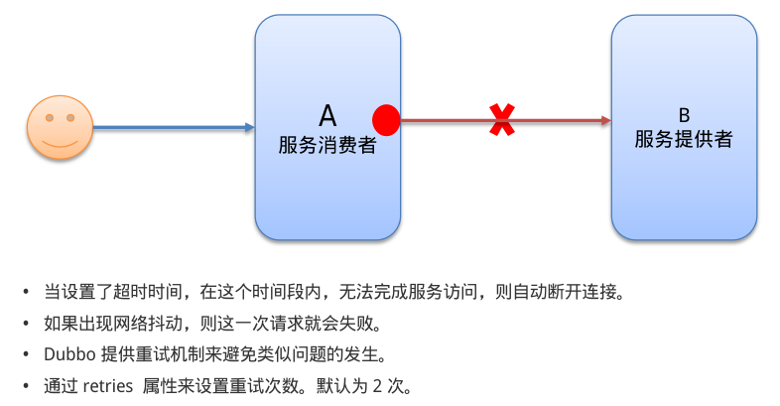 A
服务消费者
B
服务提供者
• 当设置了超时时间，在这个时间段内，无法完成服务访问，则自动断开连接。
• 如果出现网络抖动，则这一次请求就会失败。
• Dubbo 提供重试机制来避免类似问题的发生。
• 通过 retries 属性来设置重试次数。默认为 2 次。